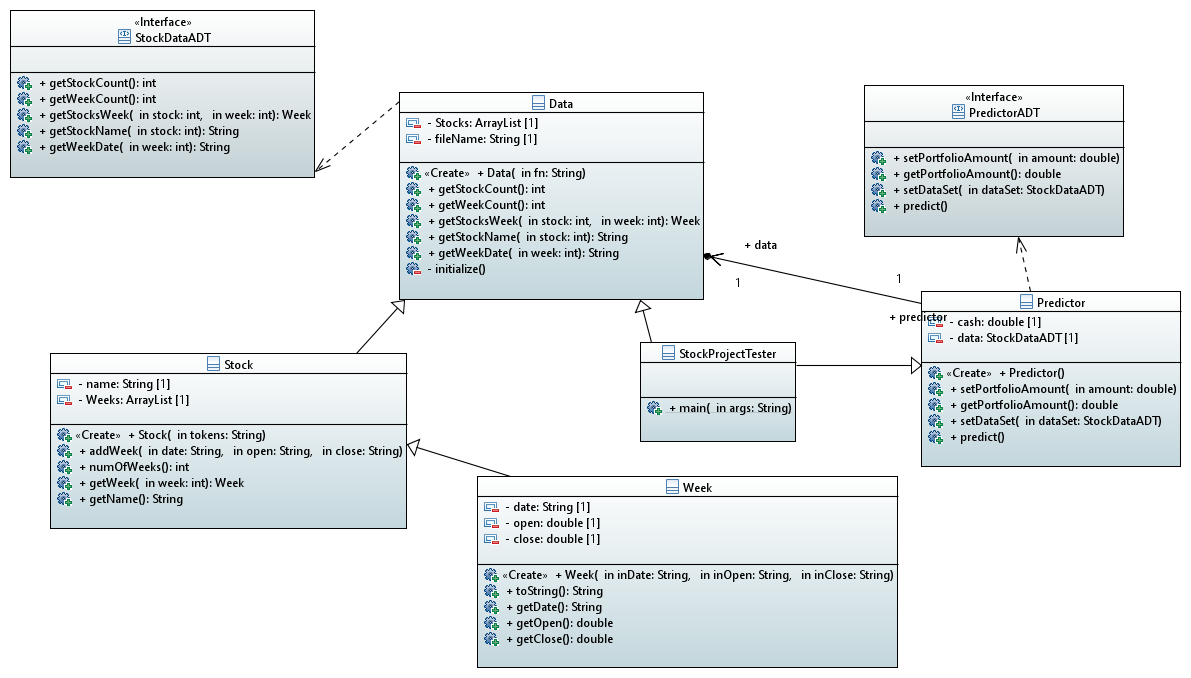 «Interface»
StockDataADT
+ getStockCount(): int
+ getWeekCount(): int
+ getStocksWeek(  in stock: int,   in week: int): Week
+ getStockName(  in stock: int): String
+ getWeekDate(  in week: int): String
Data
- Stocks: ArrayList [1]
- fileName: String [1]
«Create»   + Data(  in fn: String)
+ getStockCount(): int
+ getWeekCount(): int
+ getStocksWeek(  in stock: int,   in week: int): Week
+ getStockName(  in stock: int): String
+ getWeekDate(  in week: int): String
- initialize()
«Interface»
PredictorADT
+ setPortfolioAmount(  in amount: double)
+ getPortfolioAmount(): double
+ setDataSet(  in dataSet: StockDataADT)
+ predict()
+ data
1
1
+ predictor
Predictor
- cash: double [1]
- data: StockDataADT [1]
«Create»   + Predictor()
+ setPortfolioAmount(  in amount: double)
+ getPortfolioAmount(): double
+ setDataSet(  in dataSet: StockDataADT)
+ predict()
Stock
- name: String [1]
- Weeks: ArrayList [1]
«Create»   + Stock(  in tokens: String)
+ addWeek(  in date: String,   in open: String,   in close: String)
+ numOfWeeks(): int
+ getWeek(  in week: int): Week
+ getName(): String
StockProjectTester
+ main(  in args: String)
Week
- date: String [1]
- open: double [1]
- close: double [1]
«Create»   + Week(  in inDate: String,   in inOpen: String,   in inClose: String)
+ toString(): String
+ getDate(): String
+ getOpen(): double
+ getClose(): double